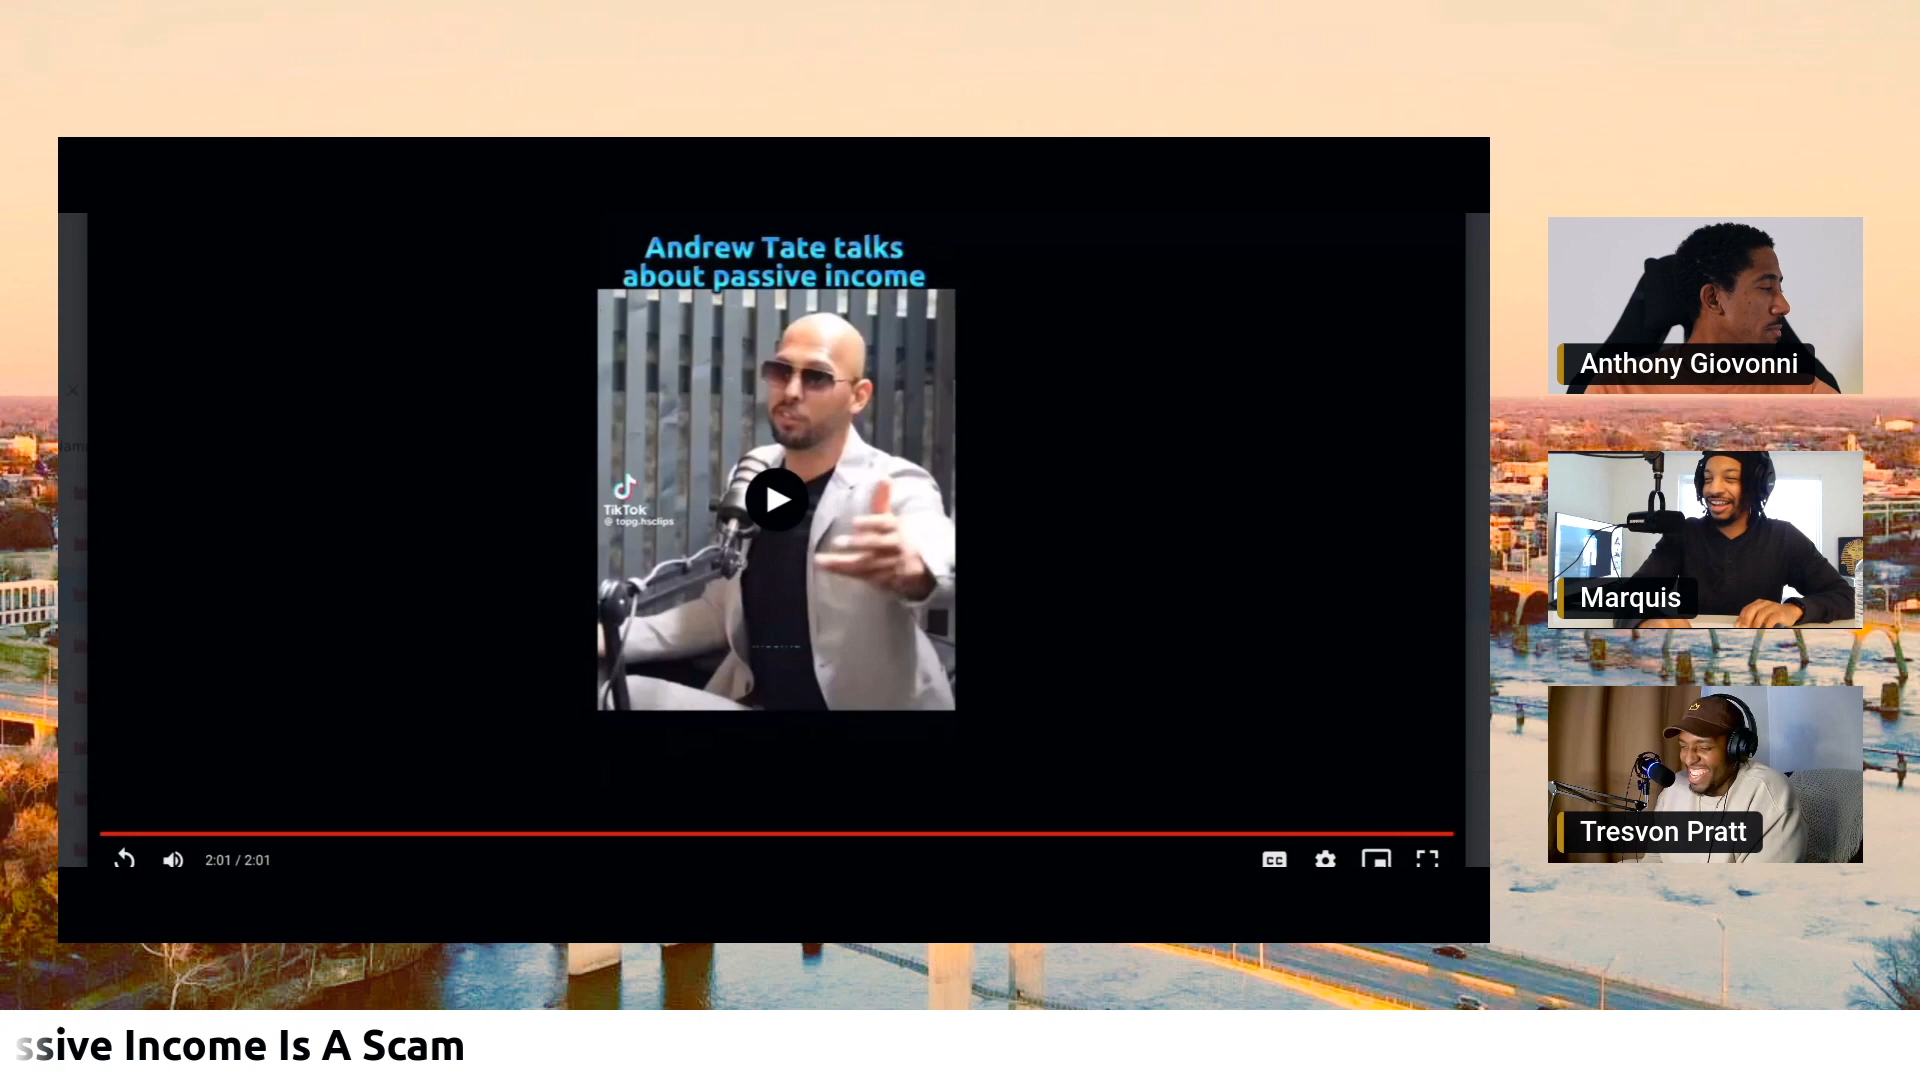 Andrew Tate talks
about passive income
TikTok
@ topg.hsclips
2:01 / 2:01
CC
Anthony Giovonni
Marquis
Tresvon Pratt
ssive Income Is A Scam